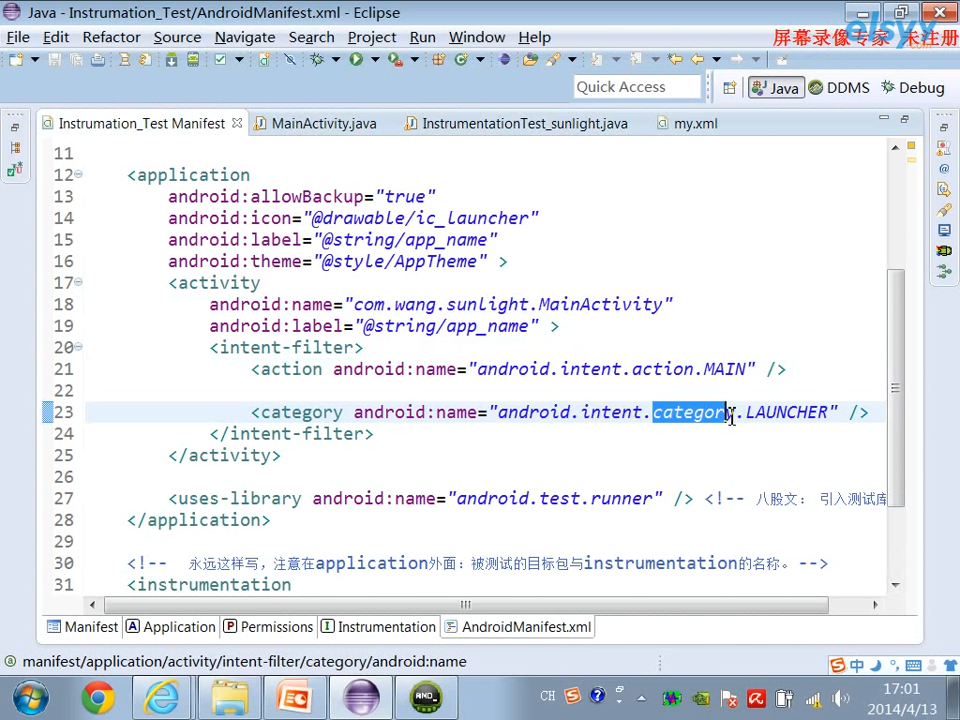 Java - Instrumation_Test/AndroidManifest.xml - Eclipse
elsyy
屏幕录像专家 未注册
File Edit Refactor Source Navigate Search Project Run Window Help
Quick Access Java DDMS Debug
Instrumation_Test Manifest MainActivity.java InstrumentationTest_sunlight.java my.xml
11
12 <application
13 android:allowBackup="true"
14 android:icon="@drawable/ic_launcher"
15 android:label="@string/app_name"
16 android:theme="@style/AppTheme" >
17 <activity
18 android:name="com.wang.sunlight.MainActivity"
19 android:label="@string/app_name" >
20 <intent-filter>
21 <action android:name="android.intent.action.MAIN" />
22
23 <category android:name="android.intent.category.LAUNCHER" />
24 </intent-filter>
25 </activity>
26
27 <uses-library android:name="android.test.runner" /> <!-- 八股文： 引入测试库
28 </application>
29
30 <!-- 永远这样写，注意在application外面：被测试的目标包与instrumentation的名称。 -->
31 <instrumentation
Manifest Application Permissions Instrumentation AndroidManifest.xml
manifest/application/activity/intent-filter/category/android:name
中
CH
17:01
2014/4/13